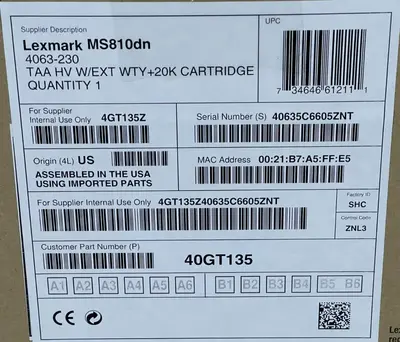 Supplier Description
UPC
Lexmark MS810dn
4063-230
TAA HV W/EXT WTY+20K CARTRIDGE
QUANTITY 1
7 34646 61211 1
For Supplier
Internal Use Only 4GT135Z
Serial Number (S) 40635C6605ZNT
Origin (4L) US
ASSEMBLED IN THE USA
USING IMPORTED PARTS
MAC Address 00:21:B7:A5:FF:E5
For Supplier Internal Use Only 4GT135Z40635C6605ZNT
Factory ID
SHC
Control Code
ZNL3
Customer Part Number (P)
40GT135
A1 A2 A3 A4 A5 A6 B1 B2 B3 B4 B5 B6
CE